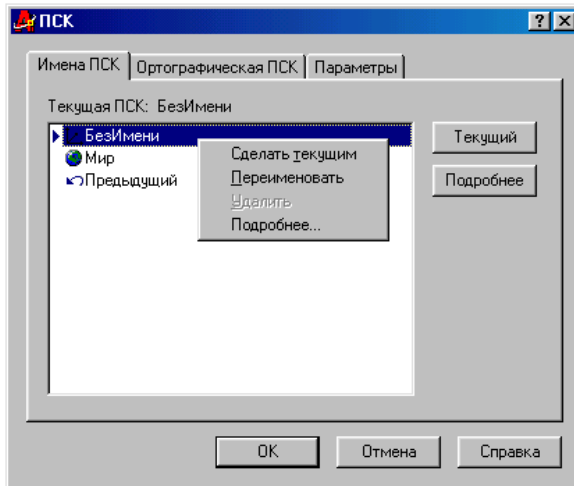 ПСК
Имена ПСК Ортографическая ПСК Параметры
Текущая ПСК: БезИмени
БезИмени
Мир
Предыдущий
Сделать текущим
Переименовать
Удалить
Подробнее...
Текущий
Подробнее
OK Отмена Справка